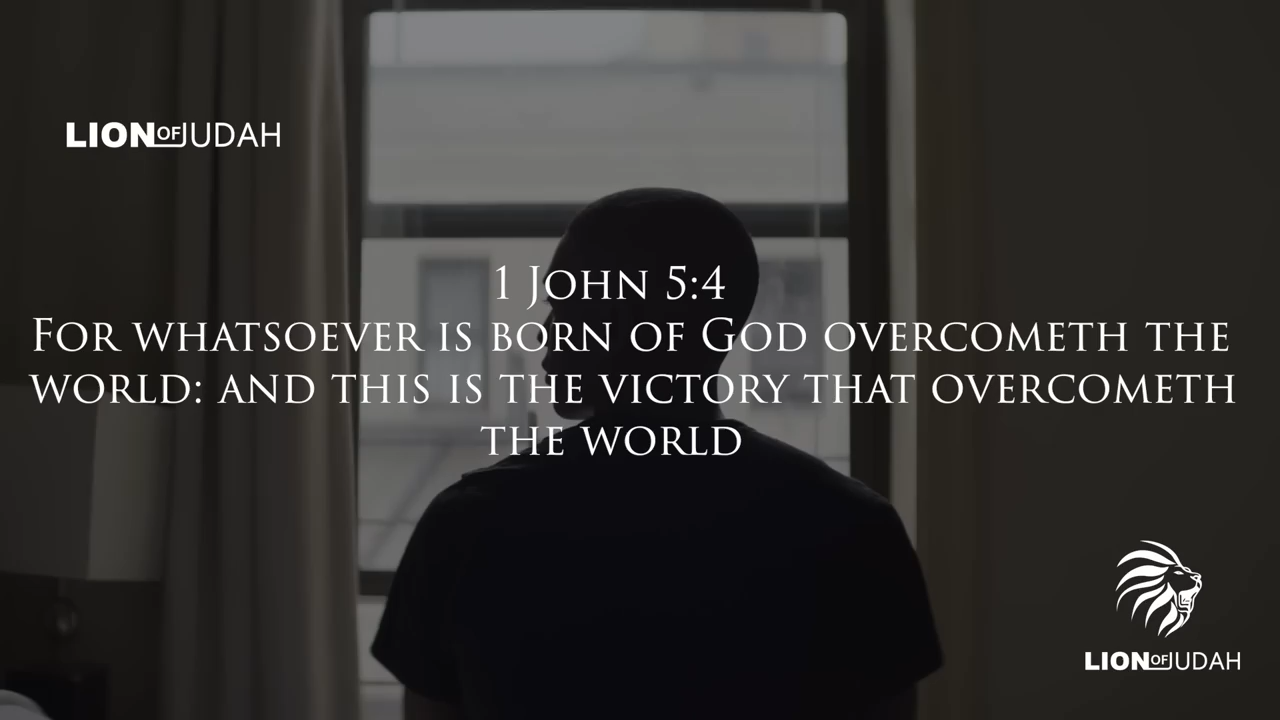 LION OF JUDAH
1 John 5:4
For whatsoever is born of God overcometh the
world: and this is the victory that overcometh
the world
LION OF JUDAH